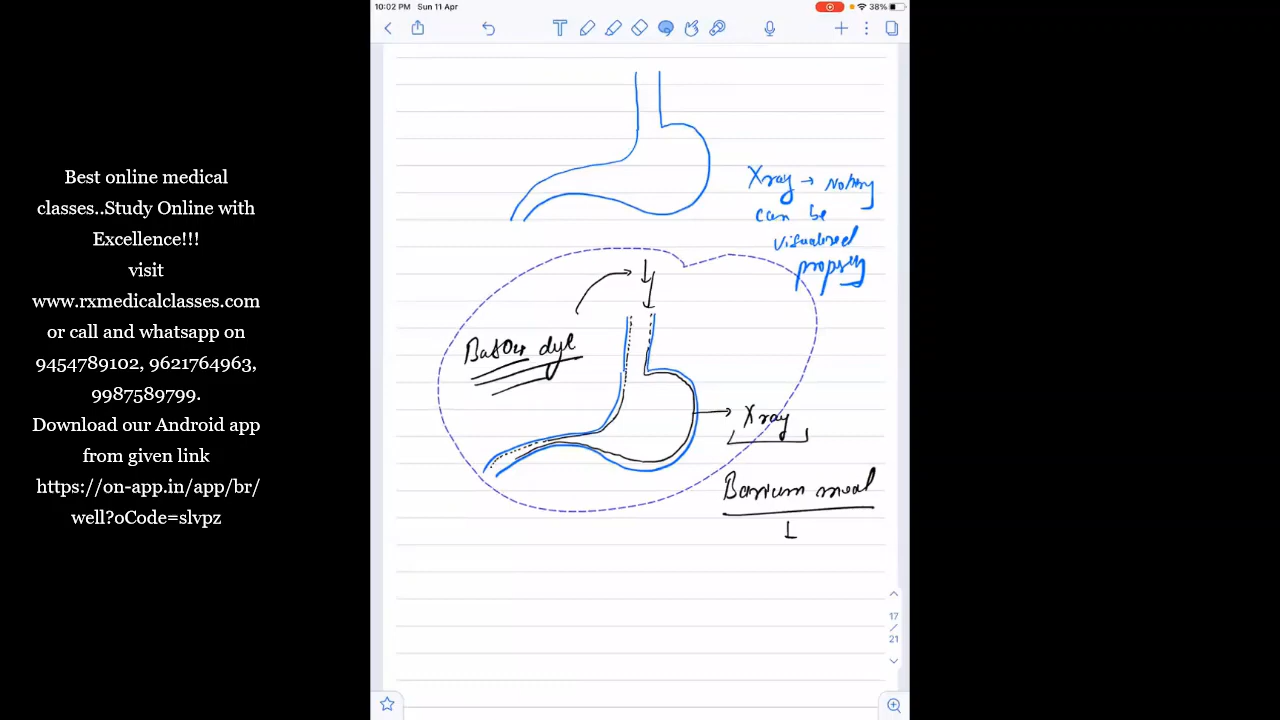 10:02 PM Sun 11 Apr
38%
Best online medical
classes..Study Online with
Excellence!!!
visit
www.rxmedicalclasses.com
or call and whatsapp on
9454789102, 9621764963,
9987589799.
Download our Android app
from given link
https://on-app.in/app/br/
well?oCode=slvpz
Xray → Nothing
can be
visualised
properly
BaSO4 dye
Xray
Barium meal
17
/
21